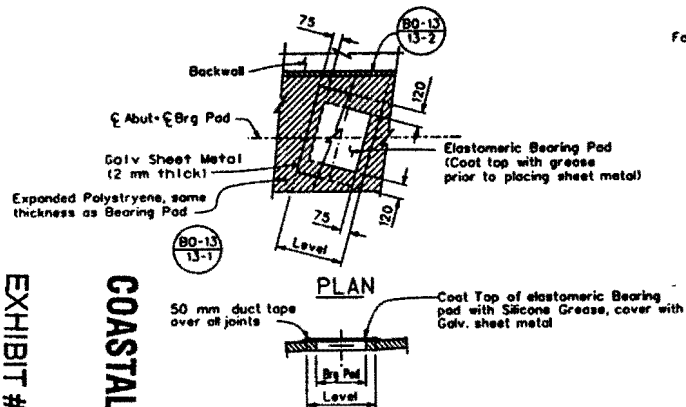 75
BO-13
13-2
Fo
Backwall
120
℄ Abut·℄ Brg Pad
Galv Sheet Metal
(2 mm thick)
Elastomeric Bearing Pad
(Coat top with grease
prior to placing sheet metal)
Expanded Polystryene, same
thickness as Bearing Pad
75
120
BO-13
13-1
Level
PLAN
50 mm duct tape
over all joints
Coat Top of elastomeric Bearing
pad with Silicone Grease, cover with
Galv. sheet metal
Brg Pad
Level
COASTAL
EXHIBIT #